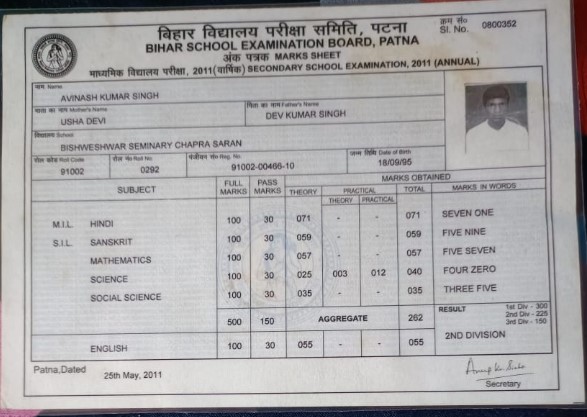 बिहार विद्यालय परीक्षा समिति, पटना
क्रम सं०
SI. No. 0800352
BIHAR SCHOOL EXAMINATION BOARD, PATNA
अंक पत्रक MARKS SHEET
माध्यमिक विद्यालय परीक्षा, 2011(वार्षिक) SECONDARY SCHOOL EXAMINATION, 2011 (ANNUAL)
नाम Name
AVINASH KUMAR SINGH
माता का नाम Mother's Name पिता का नाम Father's Name
USHA DEVI DEV KUMAR SINGH
विद्यालय School
BISHWESHWAR SEMINARY CHAPRA SARAN
रोल कोड Roll Code रोल नं० Roll No. पंजीयन सं० Reg. No. जन्म तिथि Date of Birth
91002 0292 91002-00466-10 18/09/95
SUBJECT FULL MARKS PASS MARKS MARKS OBTAINED
THEORY PRACTICAL TOTAL MARKS IN WORDS
THEORY PRACTICAL
M.I.L. HINDI 100 30 071 - - 071 SEVEN ONE
S.I.L. SANSKRIT 100 30 059 - - 059 FIVE NINE
MATHEMATICS 100 30 057 - - 057 FIVE SEVEN
SCIENCE 100 30 025 003 012 040 FOUR ZERO
SOCIAL SCIENCE 100 30 035 - - 035 THREE FIVE
500 150 AGGREGATE 262 RESULT 1st Div - 300
2nd Div - 225
3rd Div - 150
ENGLISH 100 30 055 - - 055 2ND DIVISION
Patna,Dated 25th May, 2011
Secretary